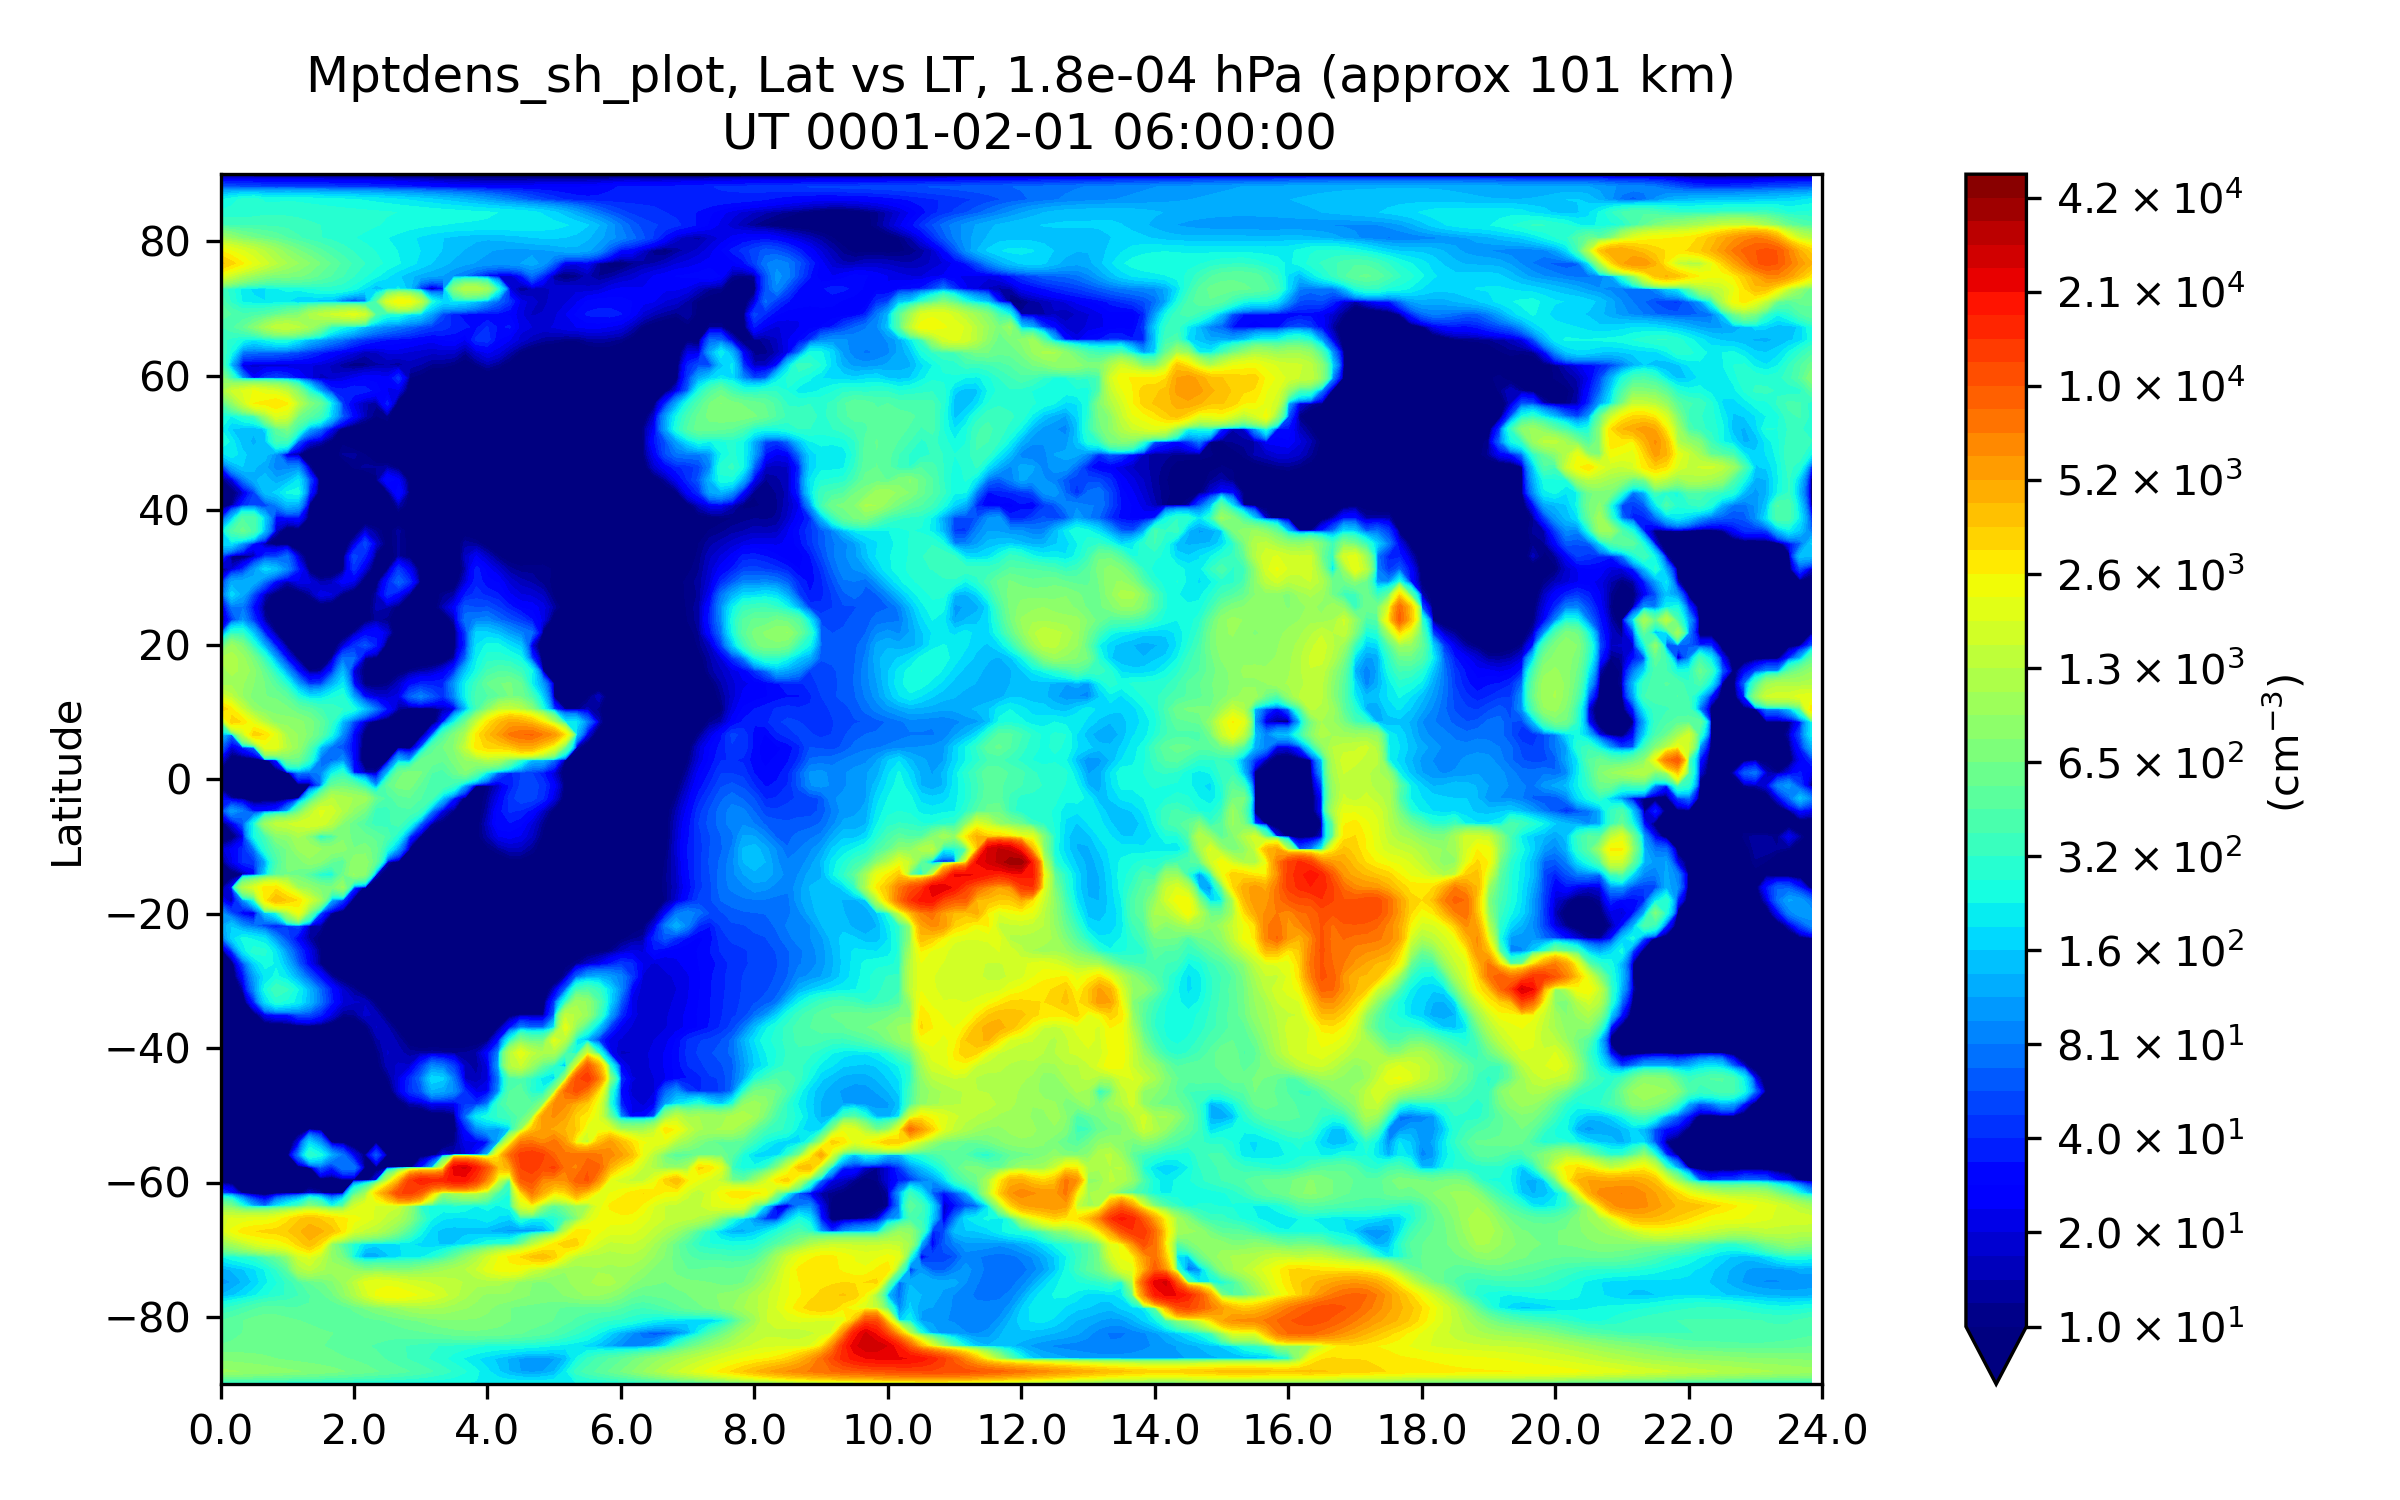 Mptdens_sh_plot, Lat vs LT, 1.8e-04 hPa (approx 101 km)
UT 0001-02-01 06:00:00
Latitude
80
60
40
20
0
−20
−40
−60
−80
0.0 2.0 4.0 6.0 8.0 10.0 12.0 14.0 16.0 18.0 20.0 22.0 24.0
4.2 × 10⁴
2.1 × 10⁴
1.0 × 10⁴
5.2 × 10³
2.6 × 10³
1.3 × 10³
6.5 × 10²
3.2 × 10²
1.6 × 10²
8.1 × 10¹
4.0 × 10¹
2.0 × 10¹
1.0 × 10¹
(cm⁻³)